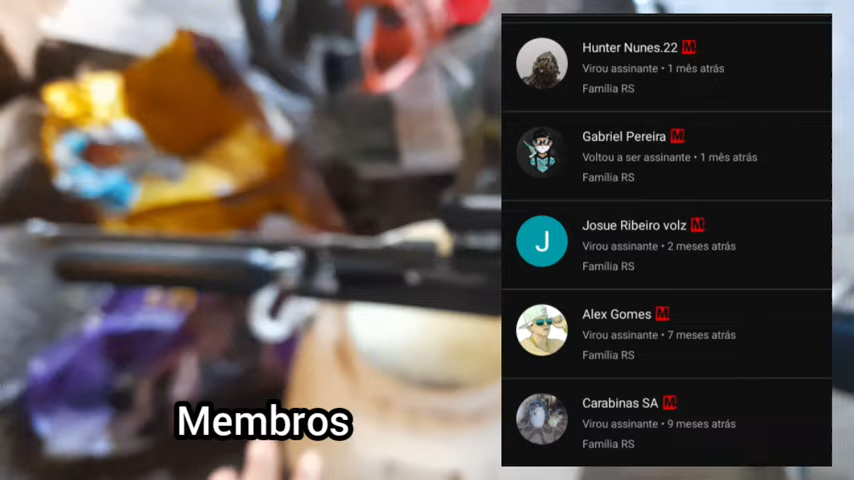 Hunter Nunes.22 M
Virou assinante • 1 mês atrás
Família RS
Gabriel Pereira M
Voltou a ser assinante • 1 mês atrás
Família RS
J
Josue Ribeiro volz M
Virou assinante • 2 meses atrás
Família RS
Alex Gomes M
Virou assinante • 7 meses atrás
Família RS
Carabinas SA M
Virou assinante • 9 meses atrás
Família RS
Membros